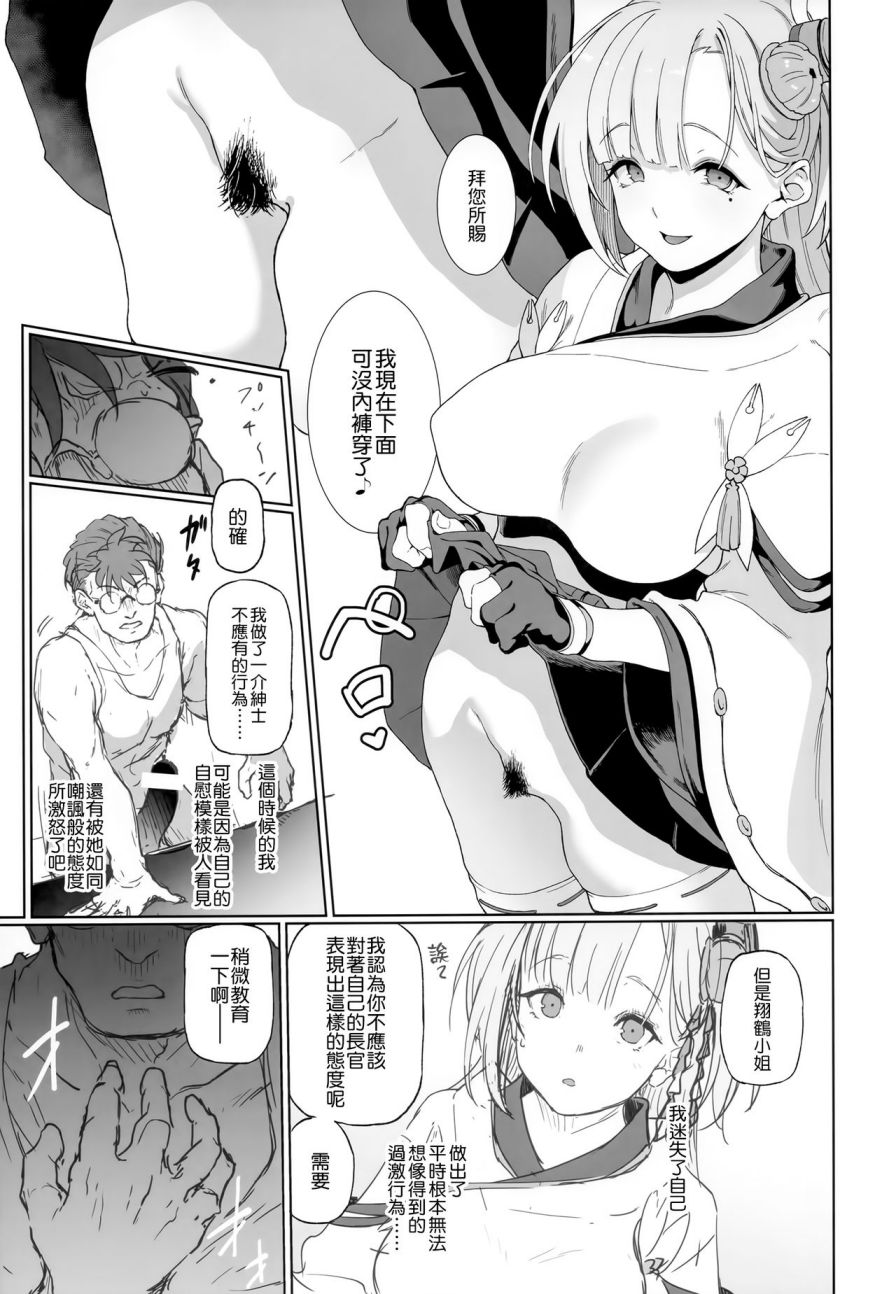 拜您所賜
我現在下面
可沒內褲穿了♪
ペロ♡
プンチーン
ガタ
的確
我做了一介紳士
不應有的行為……
這個時候的我
可能是因為自己的
自慰模樣被人看見
還有被她如同
嘲諷般的態度
所激怒了吧
但是翔鶴小姐
我迷失了自己
我認為你不應該
對著自己的長官
表現出這樣的態度呢
做出了
平時根本無法
想像得到的
過激行為……
需要
稍微教育
一下啊——